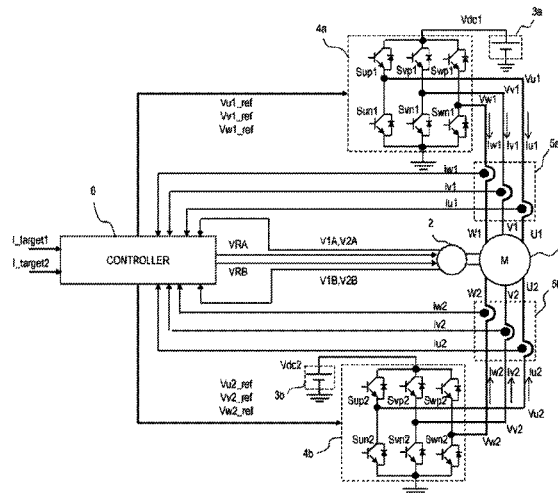 3a
4a
Vdc1
Sup1 Svp1 Swp1
Sun1 Svn1 Swn1
Vu1
Vv1
Vw1
Iw1 Iv1 Iu1
Vu1_ref
Vv1_ref
Vw1_ref
iw1
iv1
iu1
5a
6
I_target1
I_target2
CONTROLLER
VRA
VRB
V1A,V2A
V1B,V2B
2
W1 V1 U1
M
W2 V2 U2
iw2
iv2
iu2
Vdc2
3b
Vu2_ref
Vv2_ref
Vw2_ref
Sup2 Svp2 Swp2
Sun2 Svn2 Swn2
4b
Iw2 Iv2 Iu2
Vu2
Vv2
Vw2